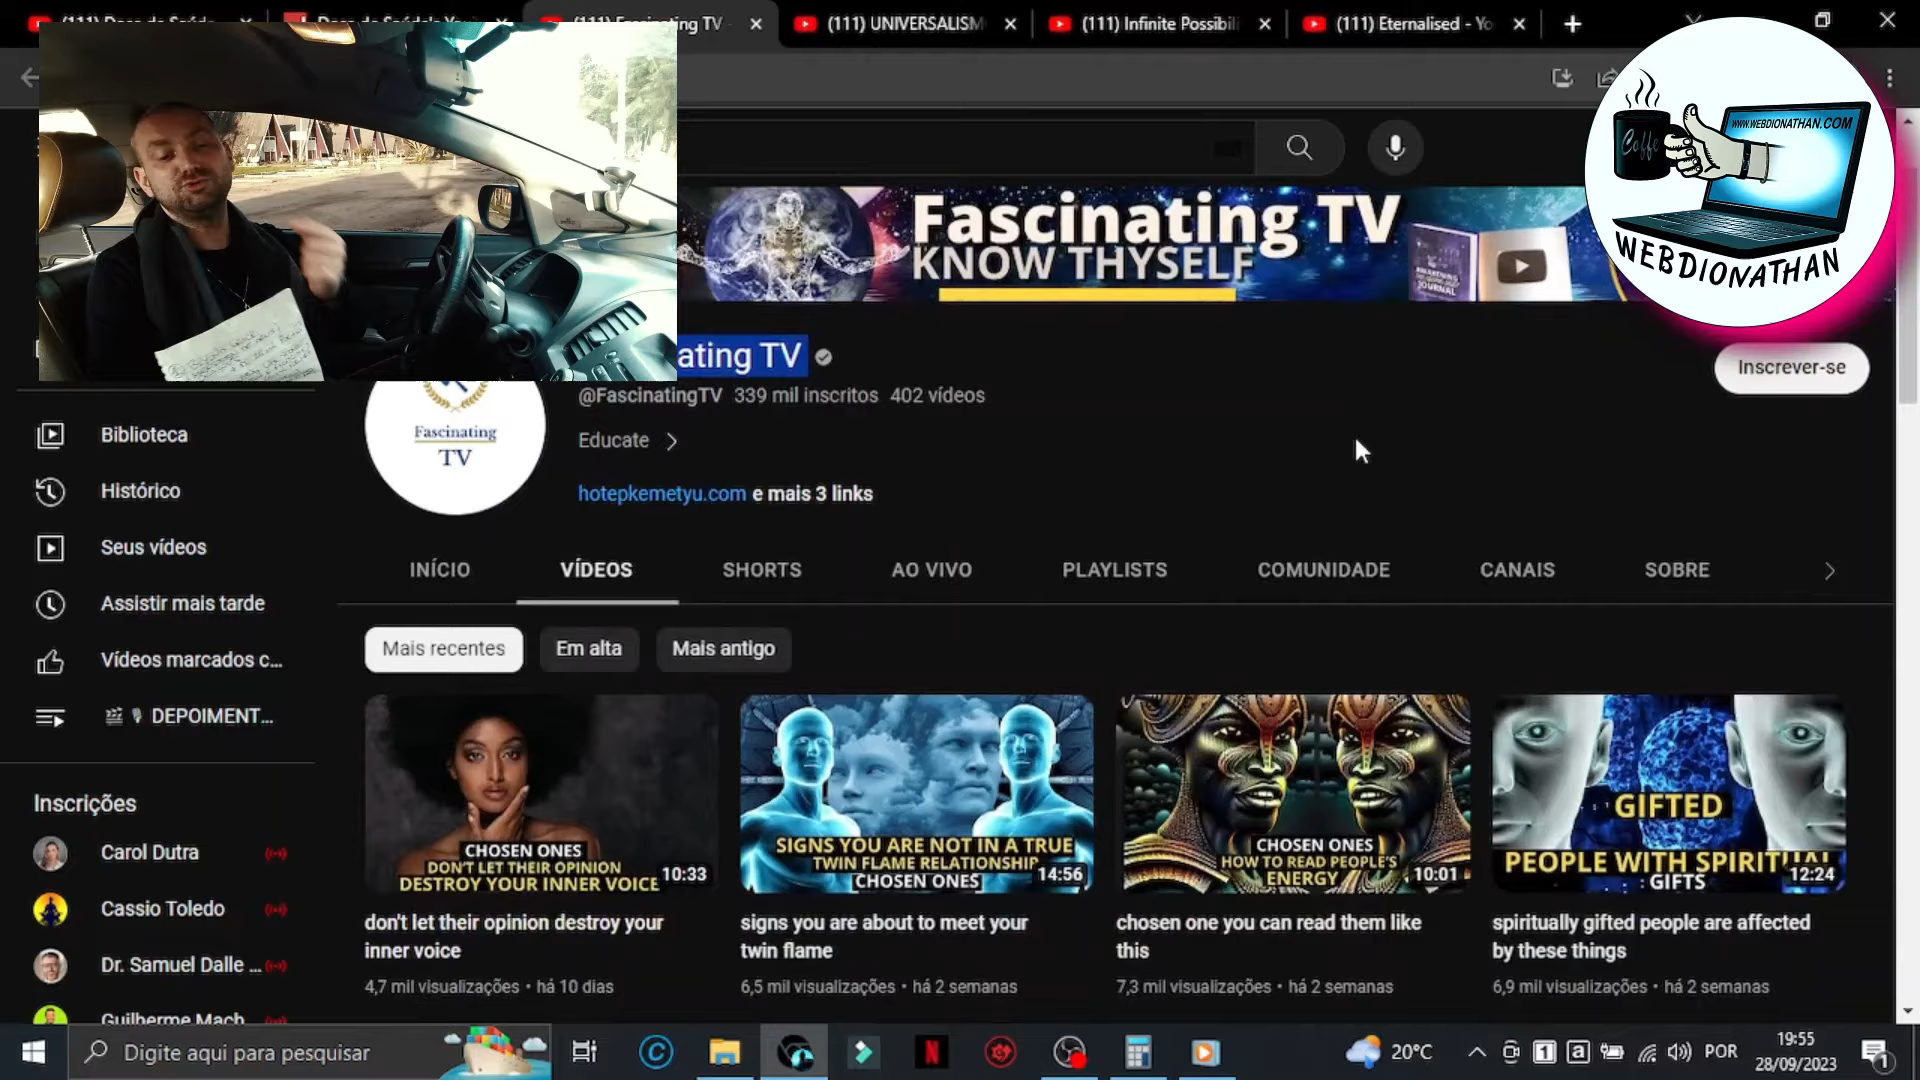 (111) Fascinating TV
(111) UNIVERSALISM
(111) Infinite Possibili
(111) Eternalised - Yo
WWW.WEBDIONATHAN.COM
Coffe
WEBDIONATHAN
Fascinating TV
KNOW THYSELF
JOURNAL
ating TV
@FascinatingTV 339 mil inscritos 402 vídeos
Inscrever-se
Educate
hotepkemetyu.com e mais 3 links
Fascinating
TV
Biblioteca
Histórico
Seus vídeos
Assistir mais tarde
Vídeos marcados c...
DEPOIMENT...
INÍCIO
VÍDEOS
SHORTS
AO VIVO
PLAYLISTS
COMUNIDADE
CANAIS
SOBRE
Mais recentes
Em alta
Mais antigo
CHOSEN ONES
DON'T LET THEIR OPINION
DESTROY YOUR INNER VOICE
10:33
SIGNS YOU ARE NOT IN A TRUE
TWIN FLAME RELATIONSHIP
CHOSEN ONES
14:56
CHOSEN ONES
HOW TO READ PEOPLE'S
ENERGY
10:01
GIFTED
PEOPLE WITH SPIRITUAL
GIFTS
12:24
don't let their opinion destroy your
inner voice
4,7 mil visualizações • há 10 dias
signs you are about to meet your
twin flame
6,5 mil visualizações • há 2 semanas
chosen one you can read them like
this
7,3 mil visualizações • há 2 semanas
spiritually gifted people are affected
by these things
6,9 mil visualizações • há 2 semanas
Inscrições
Carol Dutra
Cassio Toledo
Dr. Samuel Dalle ...
Guilherme Mach
Digite aqui para pesquisar
20°C
POR
19:55
28/09/2023
1